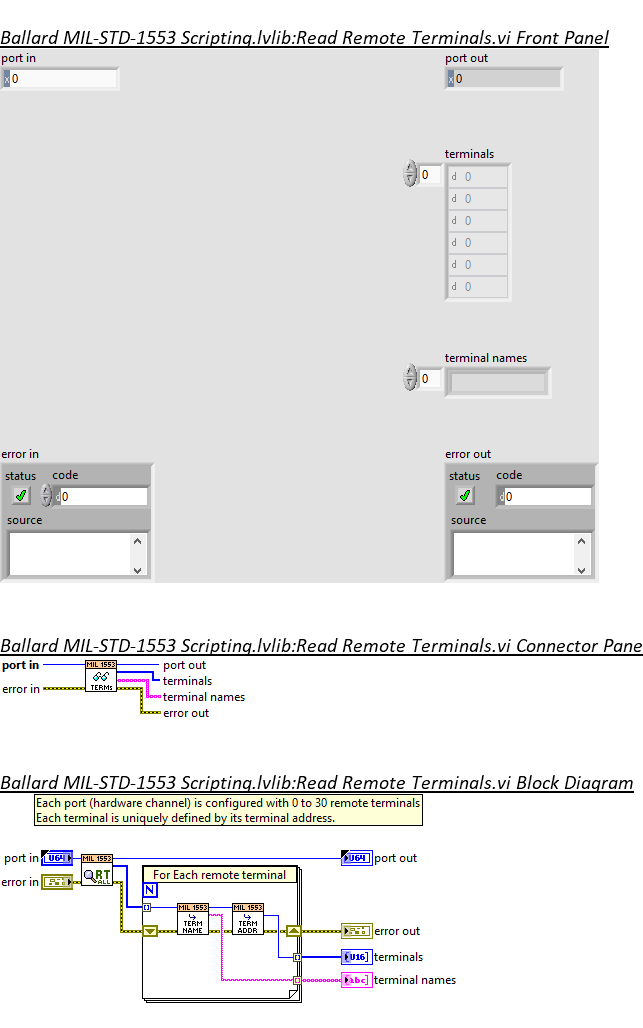 Ballard MIL-STD-1553 Scripting.lvlib:Read Remote Terminals.vi Front Panel
port in
port out
x 0
x 0
terminals
0
d 0
d 0
d 0
d 0
d 0
d 0
terminal names
0
error in
error out
status code
status code
d 0
d 0
source
source
Ballard MIL-STD-1553 Scripting.lvlib:Read Remote Terminals.vi Connector Pane
port in
MIL 1553
port out
terminals
error in
TERMs
terminal names
error out
Ballard MIL-STD-1553 Scripting.lvlib:Read Remote Terminals.vi Block Diagram
Each port (hardware channel) is configured with 0 to 30 remote terminals
Each terminal is uniquely defined by its terminal address.
port in
U64
MIL 1553
U64
port out
error in
RT
ALL
For Each remote terminal
N
MIL 1553
TERM
NAME
MIL 1553
TERM
ADDR
error out
U16
terminals
abc
terminal names